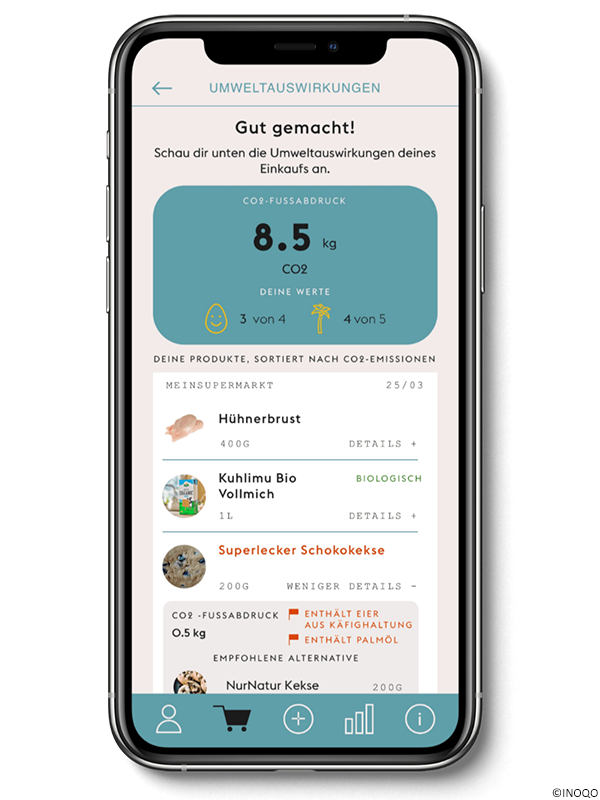 UMWELTAUSWIRKUNGEN
Gut gemacht!
Schau dir unten die Umweltauswirkungen deines
Einkaufs an.
CO2-FUSSABDRUCK
8.5 kg
CO2
DEINE WERTE
3 von 4 4 von 5
DEINE PRODUKTE, SORTIERT NACH CO2-EMISSIONEN
MEINSUPERMARKT 25/03
Hühnerbrust
400G DETAILS +
Kuhlimu Bio BIOLOGISCH
Vollmich
1L DETAILS +
Superlecker Schokokekse
200G WENIGER DETAILS –
CO2 -FUSSABDRUCK ENTHÄLT EIER
AUS KÄFIGHALTUNG
0.5 kg
ENTHÄLT PALMÖL
EMPFOHLENE ALTERNATIVE
NurNatur Kekse 200G
©INOQO